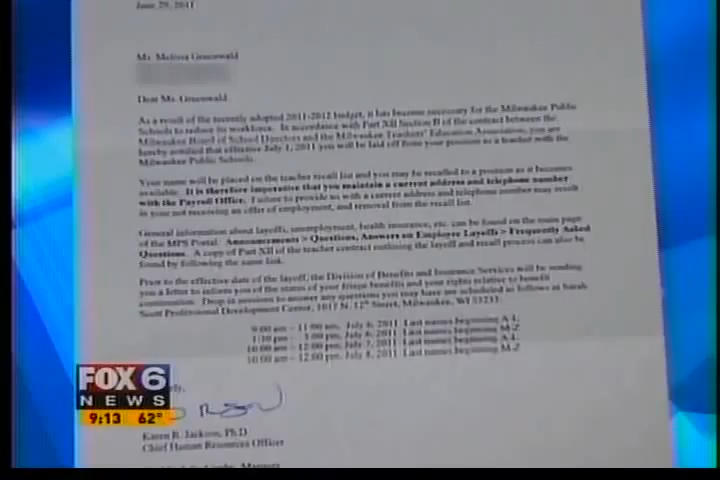 June 29, 2011
Ms. Melissa Gruenwald
Dear Ms. Gruenwald
As a result of the recently adopted 2011-2012 budget, it has become necessary for the Milwaukee Public
Schools to reduce its workforce. In accordance with Part XII Section B of the contract between the
Milwaukee Board of School Directors and the Milwaukee Teachers' Education Association, you are
hereby notified that effective July 1, 2011 you will be laid off from your position as a teacher with the
Milwaukee Public Schools.
Your name will be placed on the teacher recall list and you may be recalled to a position as it becomes
available. It is therefore imperative that you maintain a current address and telephone number
with the Payroll Office. Failure to provide us with a current address and telephone number may result
in your not receiving an offer of employment, and removal from the recall list.
General information about layoffs, unemployment, health insurance, etc. can be found on the main page
of the MPS Portal: Announcements > Questions, Answers on Employee Layoffs > Frequently Asked
Questions. A copy of Part XII of the teacher contract outlining the layoff and recall process can also be
found by following the same link.
Prior to the effective date of the layoff, the Division of Benefits and Insurance Services will be sending
you a letter to inform you of the status of your fringe benefits and your rights relative to benefit
continuation. Drop in sessions to answer any questions you may have are scheduled as follows at Sarah
Scott Professional Development Center, 1017 N. 12th Street, Milwaukee, WI 53233:
9:00 am – 11:00 am, July 6, 2011 Last names beginning A-L
1:30 pm – 3:00 pm, July 6, 2011 Last names beginning M-Z
10:00 am – 12:00 pm, July 7, 2011 Last names beginning A-L
10:00 am – 12:00 pm, July 8, 2011 Last names beginning M-Z
Karen R. Jackson, Ph.D
Chief Human Resources Officer
FOX 6
NEWS
9:13 62°